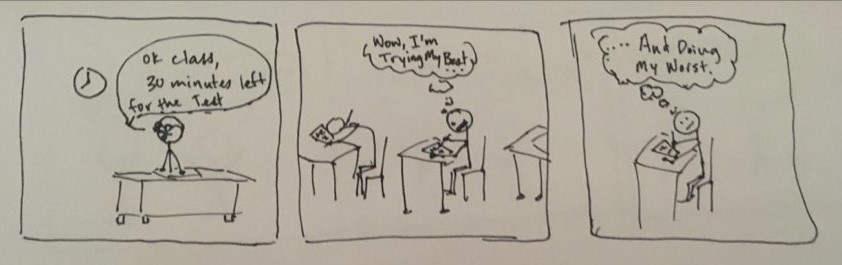 ok class,
30 minutes left
for the Test
Wow, I'm
Trying My Best
...
.... And Doing
My Worst.